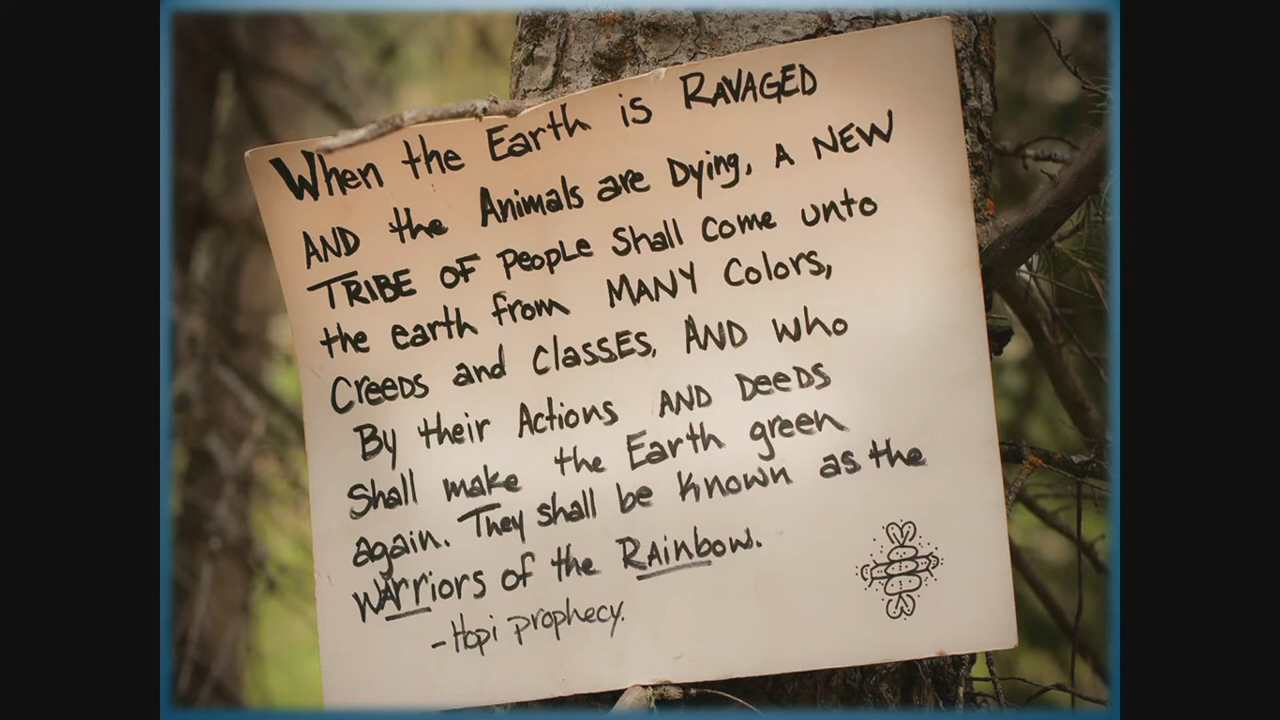 When the Earth is RAVAGED
AND the Animals are Dying, A NEW
TRIBE OF PEOPLE Shall Come unto
the earth from MANY Colors,
CreeDs and ClassEs, AND who
By their Actions AND DeeDs
Shall make the Earth green
again. They shall be known as the
warriors of the RAinbow.
-Hopi prophecy.